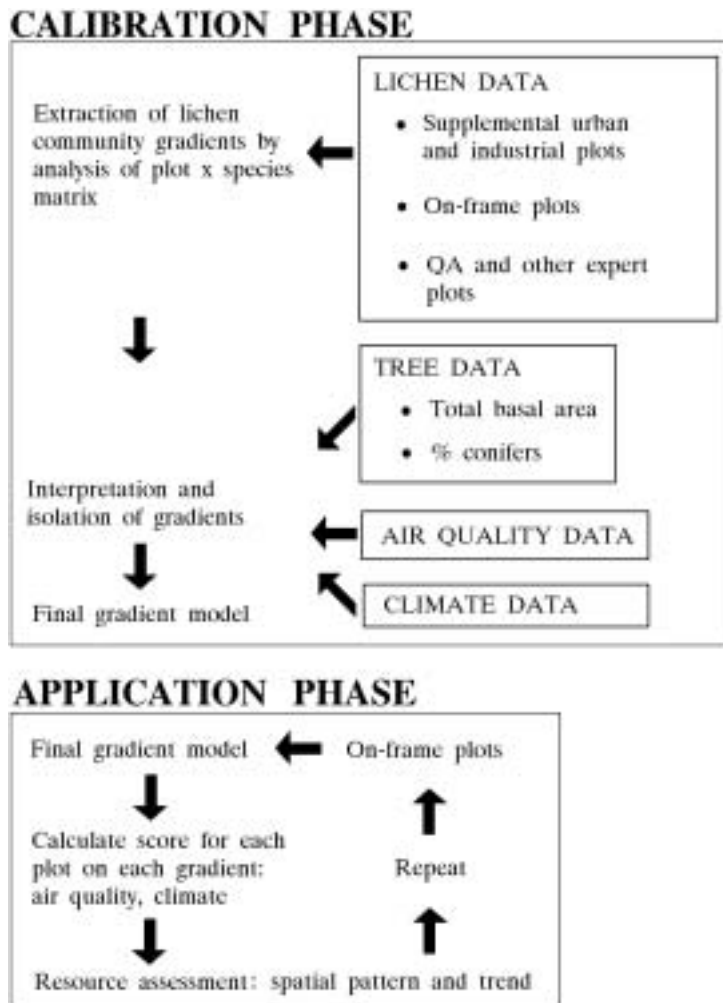 CALIBRATION PHASE
Extraction of lichen
community gradients by
analysis of plot x species
matrix
LICHEN DATA
• Supplemental urban
and industrial plots
• On-frame plots
• QA and other expert
plots
TREE DATA
• Total basal area
• % conifers
Interpretation and
isolation of gradients
AIR QUALITY DATA
CLIMATE DATA
Final gradient model
APPLICATION PHASE
Final gradient model
On-frame plots
Calculate score for each
plot on each gradient:
air quality, climate
Repeat
Resource assessment: spatial pattern and trend